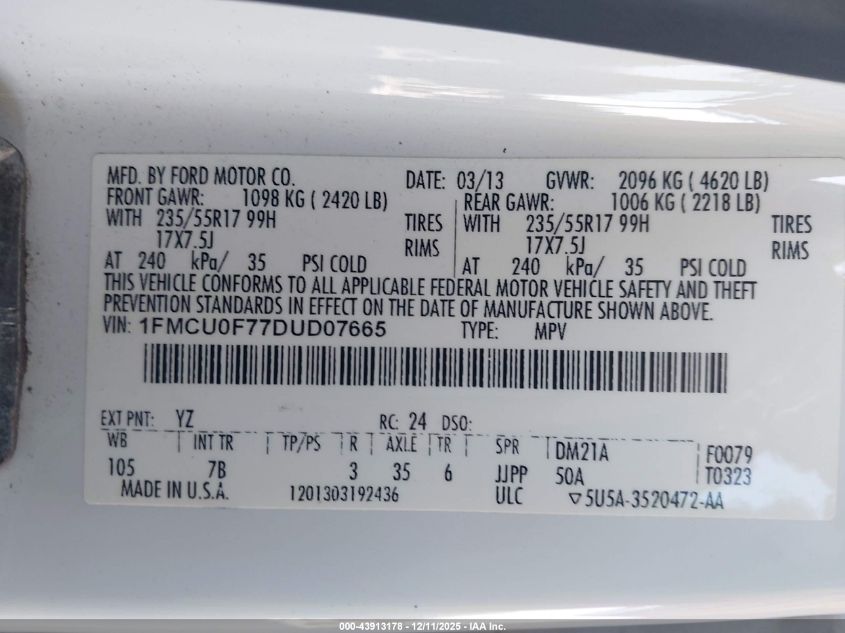 MFD. BY FORD MOTOR CO. DATE: 03/13 GVWR: 2096 KG ( 4620 LB)
FRONT GAWR: 1098 KG ( 2420 LB) REAR GAWR: 1006 KG ( 2218 LB)
WITH 235/55R17 99H TIRES WITH 235/55R17 99H TIRES
17X7.5J RIMS 17X7.5J RIMS
AT 240 kPa/ 35 PSI COLD AT 240 kPa/ 35 PSI COLD
THIS VEHICLE CONFORMS TO ALL APPLICABLE FEDERAL MOTOR VEHICLE SAFETY AND THEFT
PREVENTION STANDARDS IN EFFECT ON THE DATE OF MANUFACTURE SHOWN ABOVE.
VIN: 1FMCU0F77DUD07665 TYPE: MPV
EXT PNT: YZ RC: 24 DSO:
WB INT TR TP/PS R AXLE TR SPR DM21A F0079
105 7B 3 35 6 JJPP 50A T0323
MADE IN U.S.A. 1201303192436 ULC ▽5U5A-3520472-AA
000-43913178 - 12/11/2025 - IAA Inc.